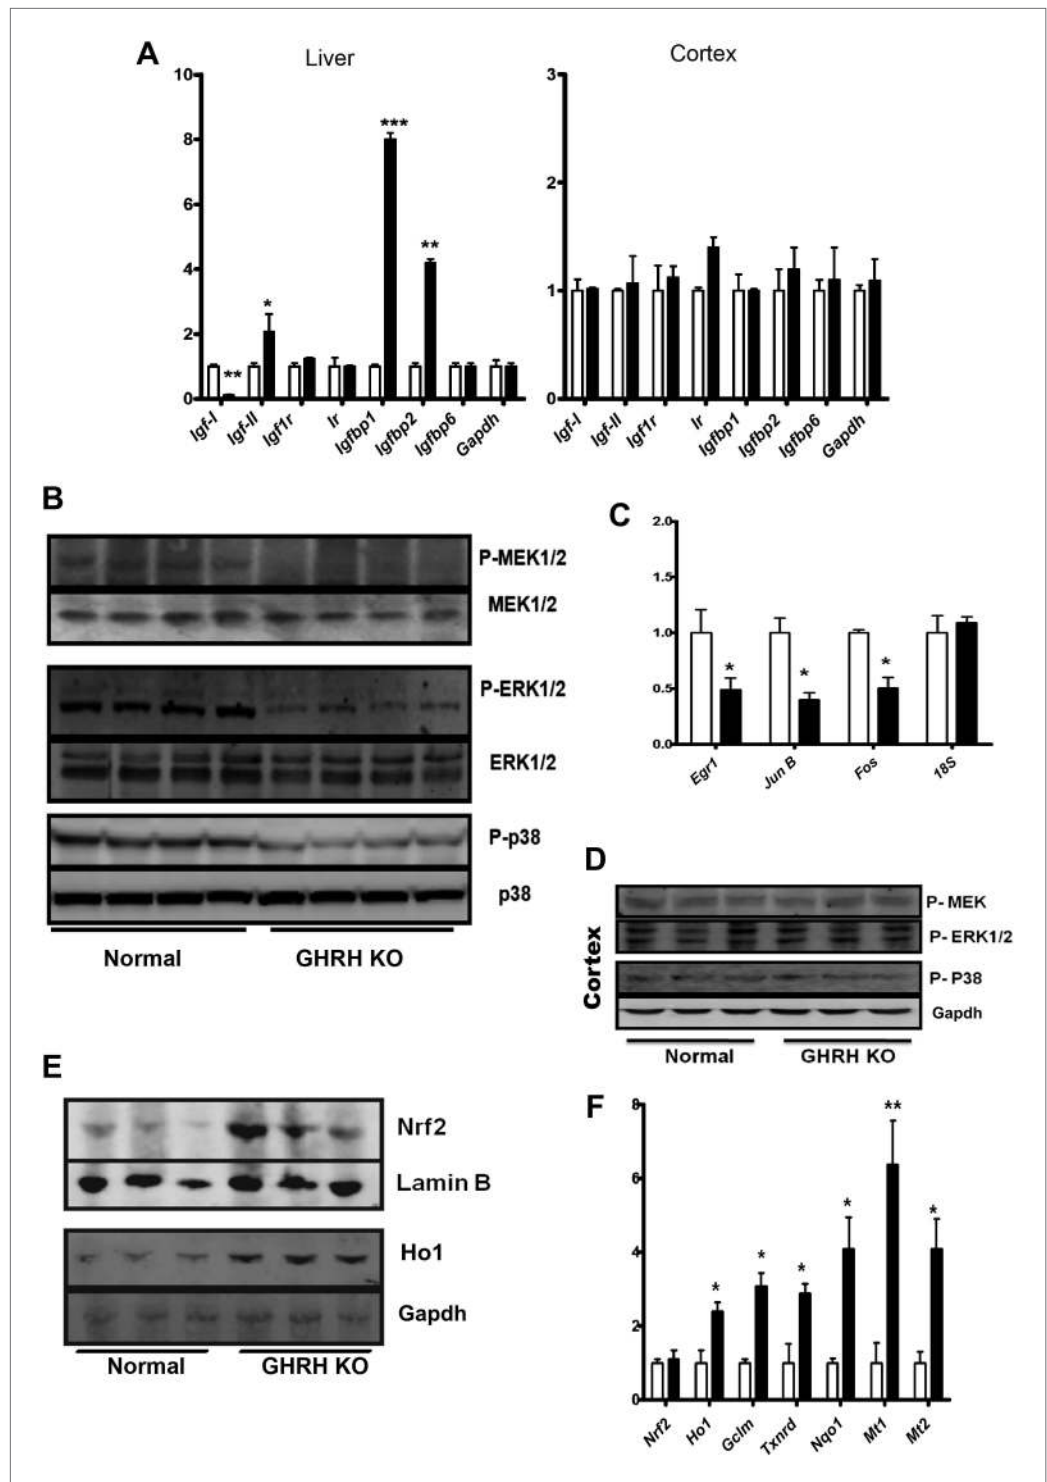 A
Liver
10
8
6
4
2
0
***
**
*
**
Igf-I
Igf-II
Igf1r
Ir
Igfbp1
Igfbp2
Igfbp6
Gapdh
Cortex
3
2
1
0
Igf-I
Igf-II
Igf1r
Ir
Igfbp1
Igfbp2
Igfbp6
Gapdh
B
P-MEK1/2
MEK1/2
P-ERK1/2
ERK1/2
P-p38
p38
Normal GHRH KO
C
2.0
1.5
1.0
0.5
0.0
*
*
*
Egr1
Jun B
Fos
18S
D
Cortex
P- MEK
P- ERK1/2
P- P38
Gapdh
Normal GHRH KO
E
Nrf2
Lamin B
Ho1
Gapdh
Normal GHRH KO
F
8
6
4
2
0
*
*
*
*
**
*
Nrf2
Ho1
Gclm
Txnrd
Nqo1
Mt1
Mt2